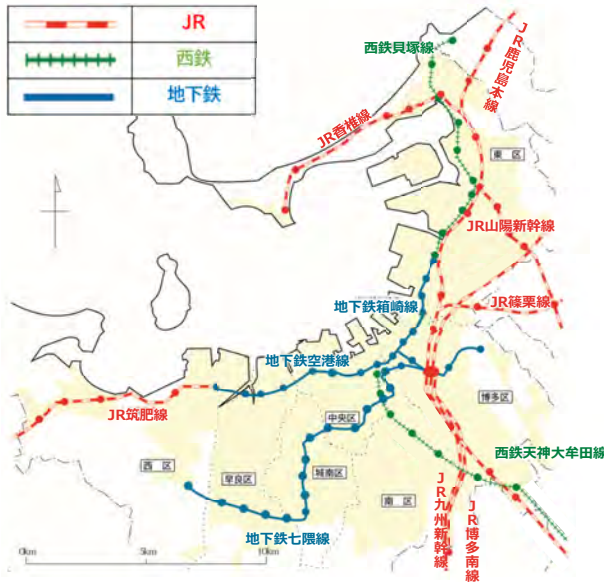 JR
西鉄
地下鉄
西鉄貝塚線
JR鹿児島本線
JR香椎線
東 区
JR山陽新幹線
JR篠栗線
地下鉄箱崎線
地下鉄空港線
博多区
JR筑肥線
中央区
西鉄天神大牟田線
西 区
早良区
城南区
南 区
JR九州新幹線
JR博多南線
地下鉄七隈線
0km
5km
10km